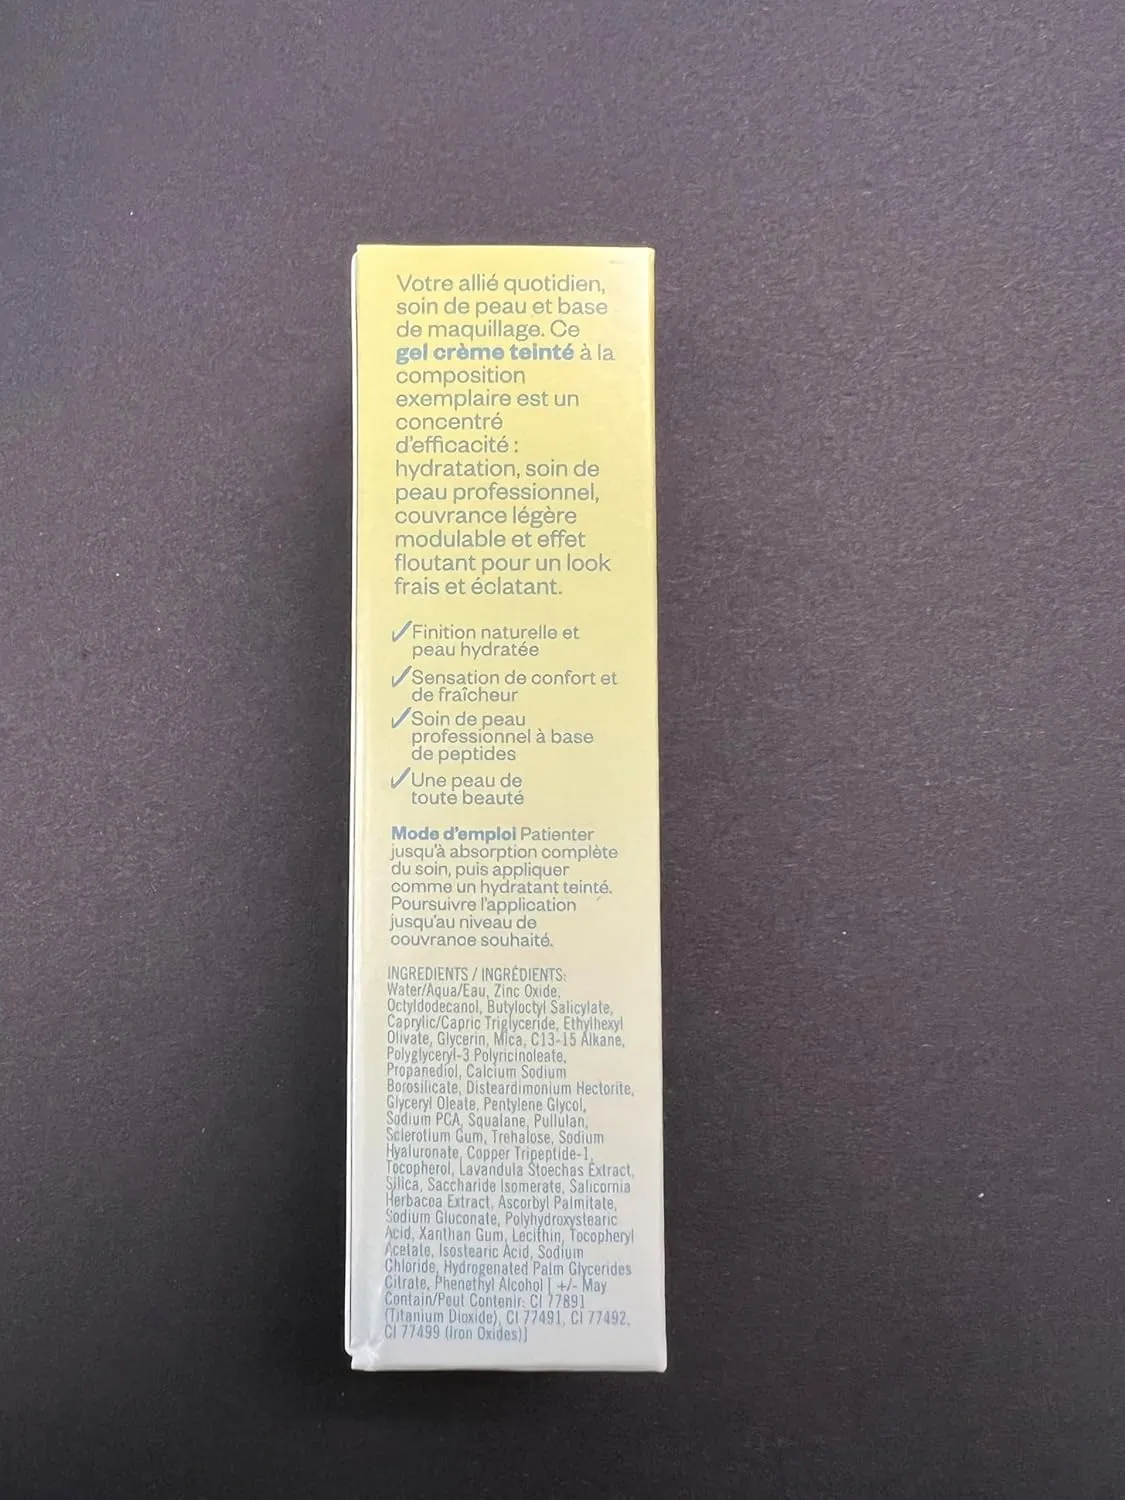 Votre allié quotidien,
soin de peau et base
de maquillage. Ce
gel crème teinté à la
composition
exemplaire est un
concentré
d'efficacité :
hydratation, soin de
peau professionnel,
couvrance légère
modulable et effet
floutant pour un look
frais et éclatant.
✓Finition naturelle et
peau hydratée
✓Sensation de confort et
de fraîcheur
✓Soin de peau
professionnel à base
de peptides
✓Une peau de
toute beauté
Mode d'emploi Patienter
jusqu'à absorption complète
du soin, puis appliquer
comme un hydratant teinté.
Poursuivre l'application
jusqu'au niveau de
couvrance souhaité.
INGREDIENTS / INGRÉDIENTS:
Water/Aqua/Eau, Zinc Oxide,
Octyldodecanol, Butyloctyl Salicylate,
Caprylic/Capric Triglyceride, Ethylhexyl
Olivate, Glycerin, Mica, C13-15 Alkane,
Polyglyceryl-3 Polyricinoleate,
Propanediol, Calcium Sodium
Borosilicate, Disteardimonium Hectorite,
Glyceryl Oleate, Pentylene Glycol,
Sodium PCA, Squalane, Pullulan,
Sclerotium Gum, Trehalose, Sodium
Hyaluronate, Copper Tripeptide-1,
Tocopherol, Lavandula Stoechas Extract,
Silica, Saccharide Isomerate, Salicornia
Herbacea Extract, Ascorbyl Palmitate,
Sodium Gluconate, Polyhydroxystearic
Acid, Xanthan Gum, Lecithin, Tocopheryl
Acetate, Isostearic Acid, Sodium
Chloride, Hydrogenated Palm Glycerides
Citrate, Phenethyl Alcohol [ +/- May
Contain/Peut Contenir: CI 77891
(Titanium Dioxide), CI 77491, CI 77492,
CI 77499 (Iron Oxides)]